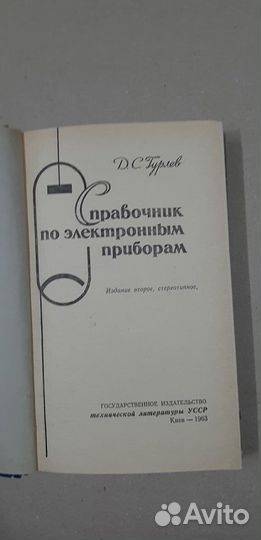 Д. С. Гурлев
Справочник
по электронным
приборам
Издание второе, стереотипное.
ГОСУДАРСТВЕННОЕ ИЗДАТЕЛЬСТВО
технической литературы УССР
Киев — 1963
Avito